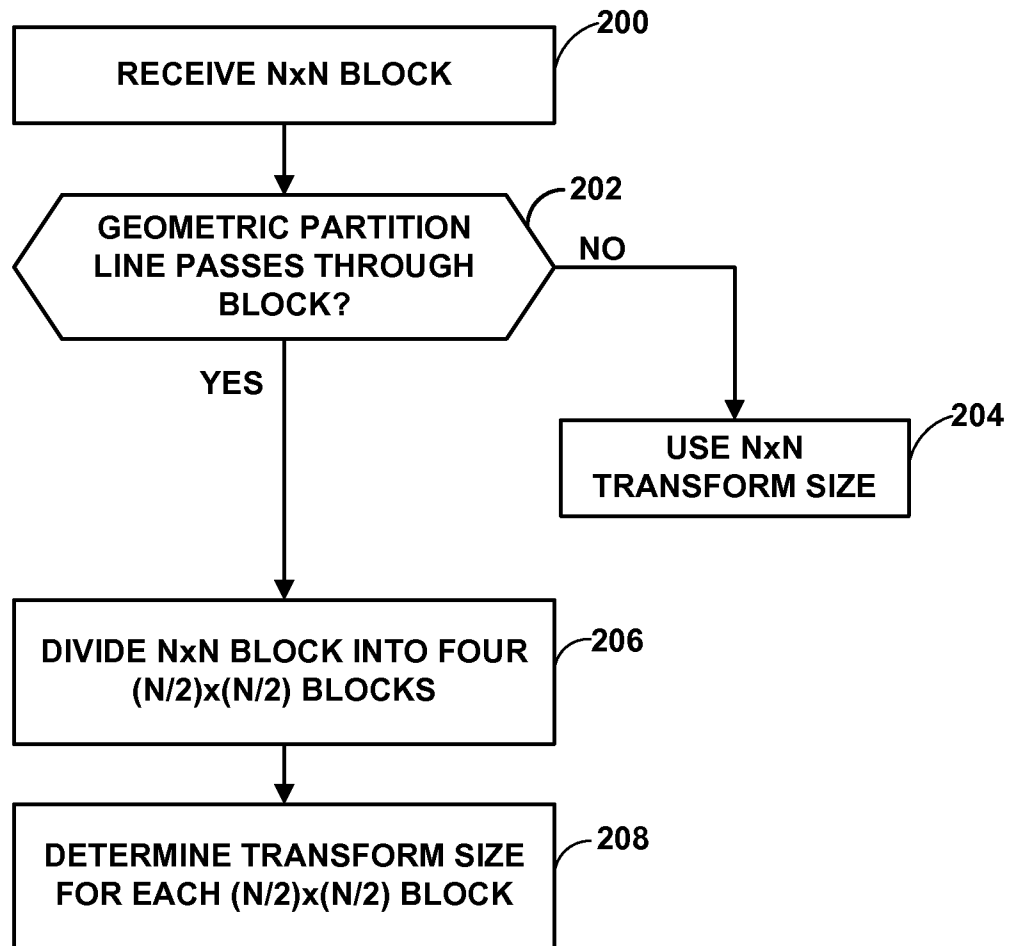 200
RECEIVE NxN BLOCK
202
GEOMETRIC PARTITION
LINE PASSES THROUGH
BLOCK?
NO
YES
204
USE NxN
TRANSFORM SIZE
206
DIVIDE NxN BLOCK INTO FOUR
(N/2)x(N/2) BLOCKS
208
DETERMINE TRANSFORM SIZE
FOR EACH (N/2)x(N/2) BLOCK